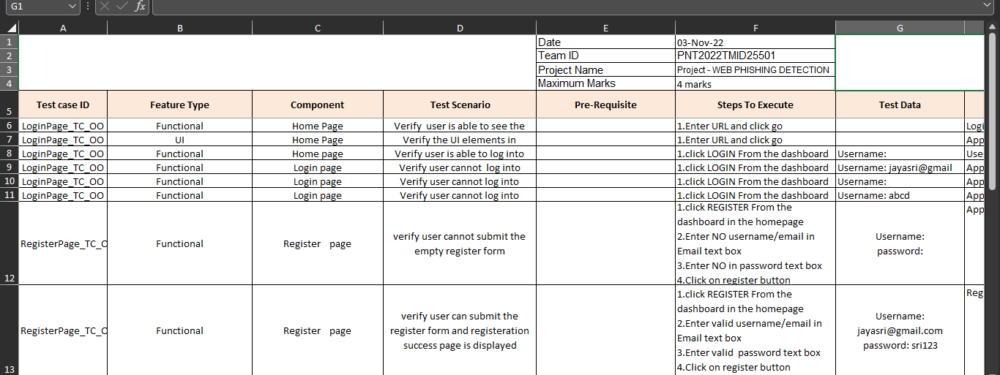 G1
fx
A B C D E F G
1 Date 03-Nov-22
2 Team ID PNT2022TMID25501
3 Project Name Project - WEB PHISHING DETECTION
4 Maximum Marks 4 marks
5 Test case ID Feature Type Component Test Scenario Pre-Requisite Steps To Execute Test Data
6 LoginPage_TC_OO Functional Home Page Verify user is able to see the 1.Enter URL and click go Logi
7 LoginPage_TC_OO UI Home Page Verify the UI elements in 1.Enter URL and click go App
8 LoginPage_TC_OO Functional Home page Verify user is able to log into 1.click LOGIN From the dashboard Username: Use
9 LoginPage_TC_OO Functional Login page Verify user cannot log into 1.click LOGIN From the dashboard Username: jayasri@gmail App
10 LoginPage_TC_OO Functional Login page Verify user cannot log into 1.click LOGIN From the dashboard Username: App
11 LoginPage_TC_OO Functional Login page Verify user cannot log into 1.click LOGIN From the dashboard Username: abcd App
12 RegisterPage_TC_O Functional Register page
verify user cannot submit the
empty register form
1.click REGISTER From the
dashboard in the homepage
2.Enter NO username/email in
Email text box
3.Enter NO in password text box
4.Click on register button
Username:
password:
App
13 RegisterPage_TC_O Functional Register page
verify user can submit the
register form and registeration
success page is displayed
1.click REGISTER From the
dashboard in the homepage
2.Enter valid username/email in
Email text box
3.Enter valid password text box
4.Click on register button
Username:
jayasri@gmail.com
password: sri123
Reg